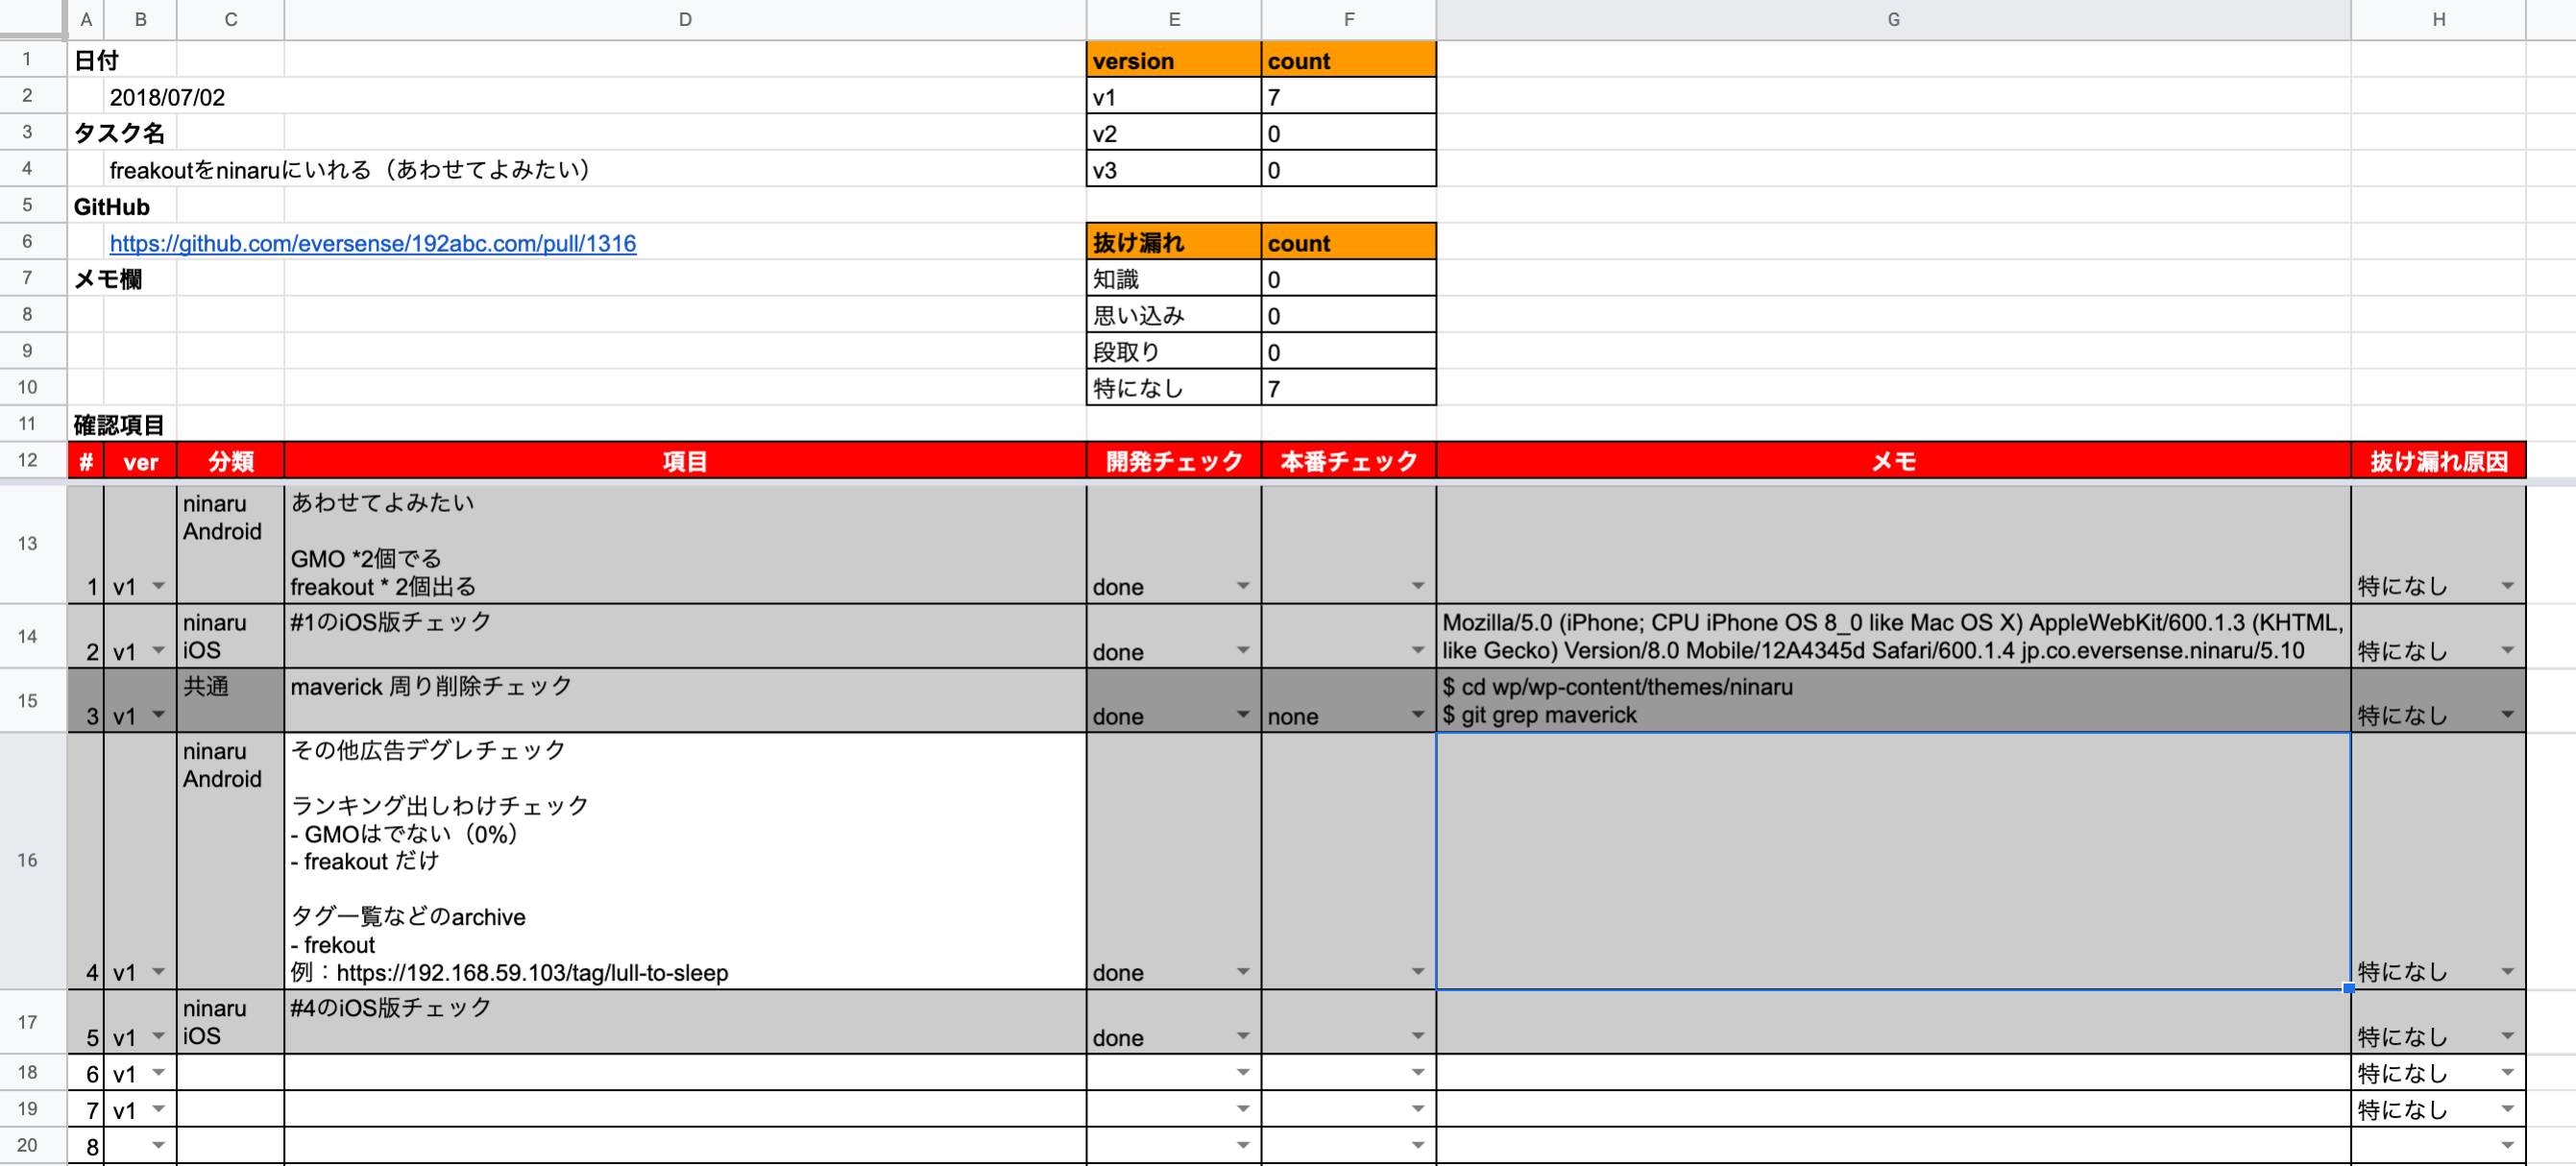 A B C D E F G H
1 日付 version count
2 2018/07/02 v1 7
3 タスク名 v2 0
4 freakoutをninaruにいれる（あわせてよみたい） v3 0
5 GitHub
6 https://github.com/eversense/192abc.com/pull/1316 抜け漏れ count
7 メモ欄 知識 0
8 思い込み 0
9 段取り 0
10 特になし 7
11 確認項目
12 # ver 分類 項目 開発チェック 本番チェック メモ 抜け漏れ原因
13 1 v1
ninaru
Android
あわせてよみたい
GMO *2個でる
freakout * 2個出る
done
特になし
14 2 v1
ninaru
iOS
#1のiOS版チェック
done
Mozilla/5.0 (iPhone; CPU iPhone OS 8_0 like Mac OS X) AppleWebKit/600.1.3 (KHTML,
like Gecko) Version/8.0 Mobile/12A4345d Safari/600.1.4 jp.co.eversense.ninaru/5.10
特になし
15 3 v1
共通
maverick 周り削除チェック
done
none
$ cd wp/wp-content/themes/ninaru
$ git grep maverick
特になし
16 4 v1
ninaru
Android
その他広告デグレチェック
ランキング出しわけチェック
- GMOはでない（0%）
- freakout だけ
タグ一覧などのarchive
- frekout
例：https://192.168.59.103/tag/lull-to-sleep
done
特になし
17 5 v1
ninaru
iOS
#4のiOS版チェック
done
特になし
18 6 v1 特になし
19 7 v1 特になし
20 8